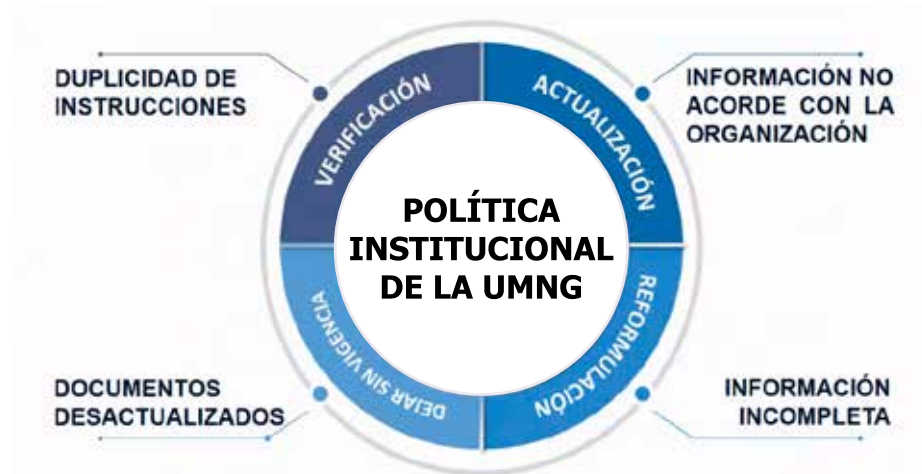 DUPLICIDAD DE
INSTRUCCIONES
VERIFICACIÓN
ACTUALIZACIÓN
INFORMACIÓN NO
ACORDE CON LA
ORGANIZACIÓN
POLÍTICA
INSTITUCIONAL
DE LA UMNG
DEJAR SIN VIGENCIA
REFORMULACIÓN
DOCUMENTOS
DESACTUALIZADOS
INFORMACIÓN
INCOMPLETA